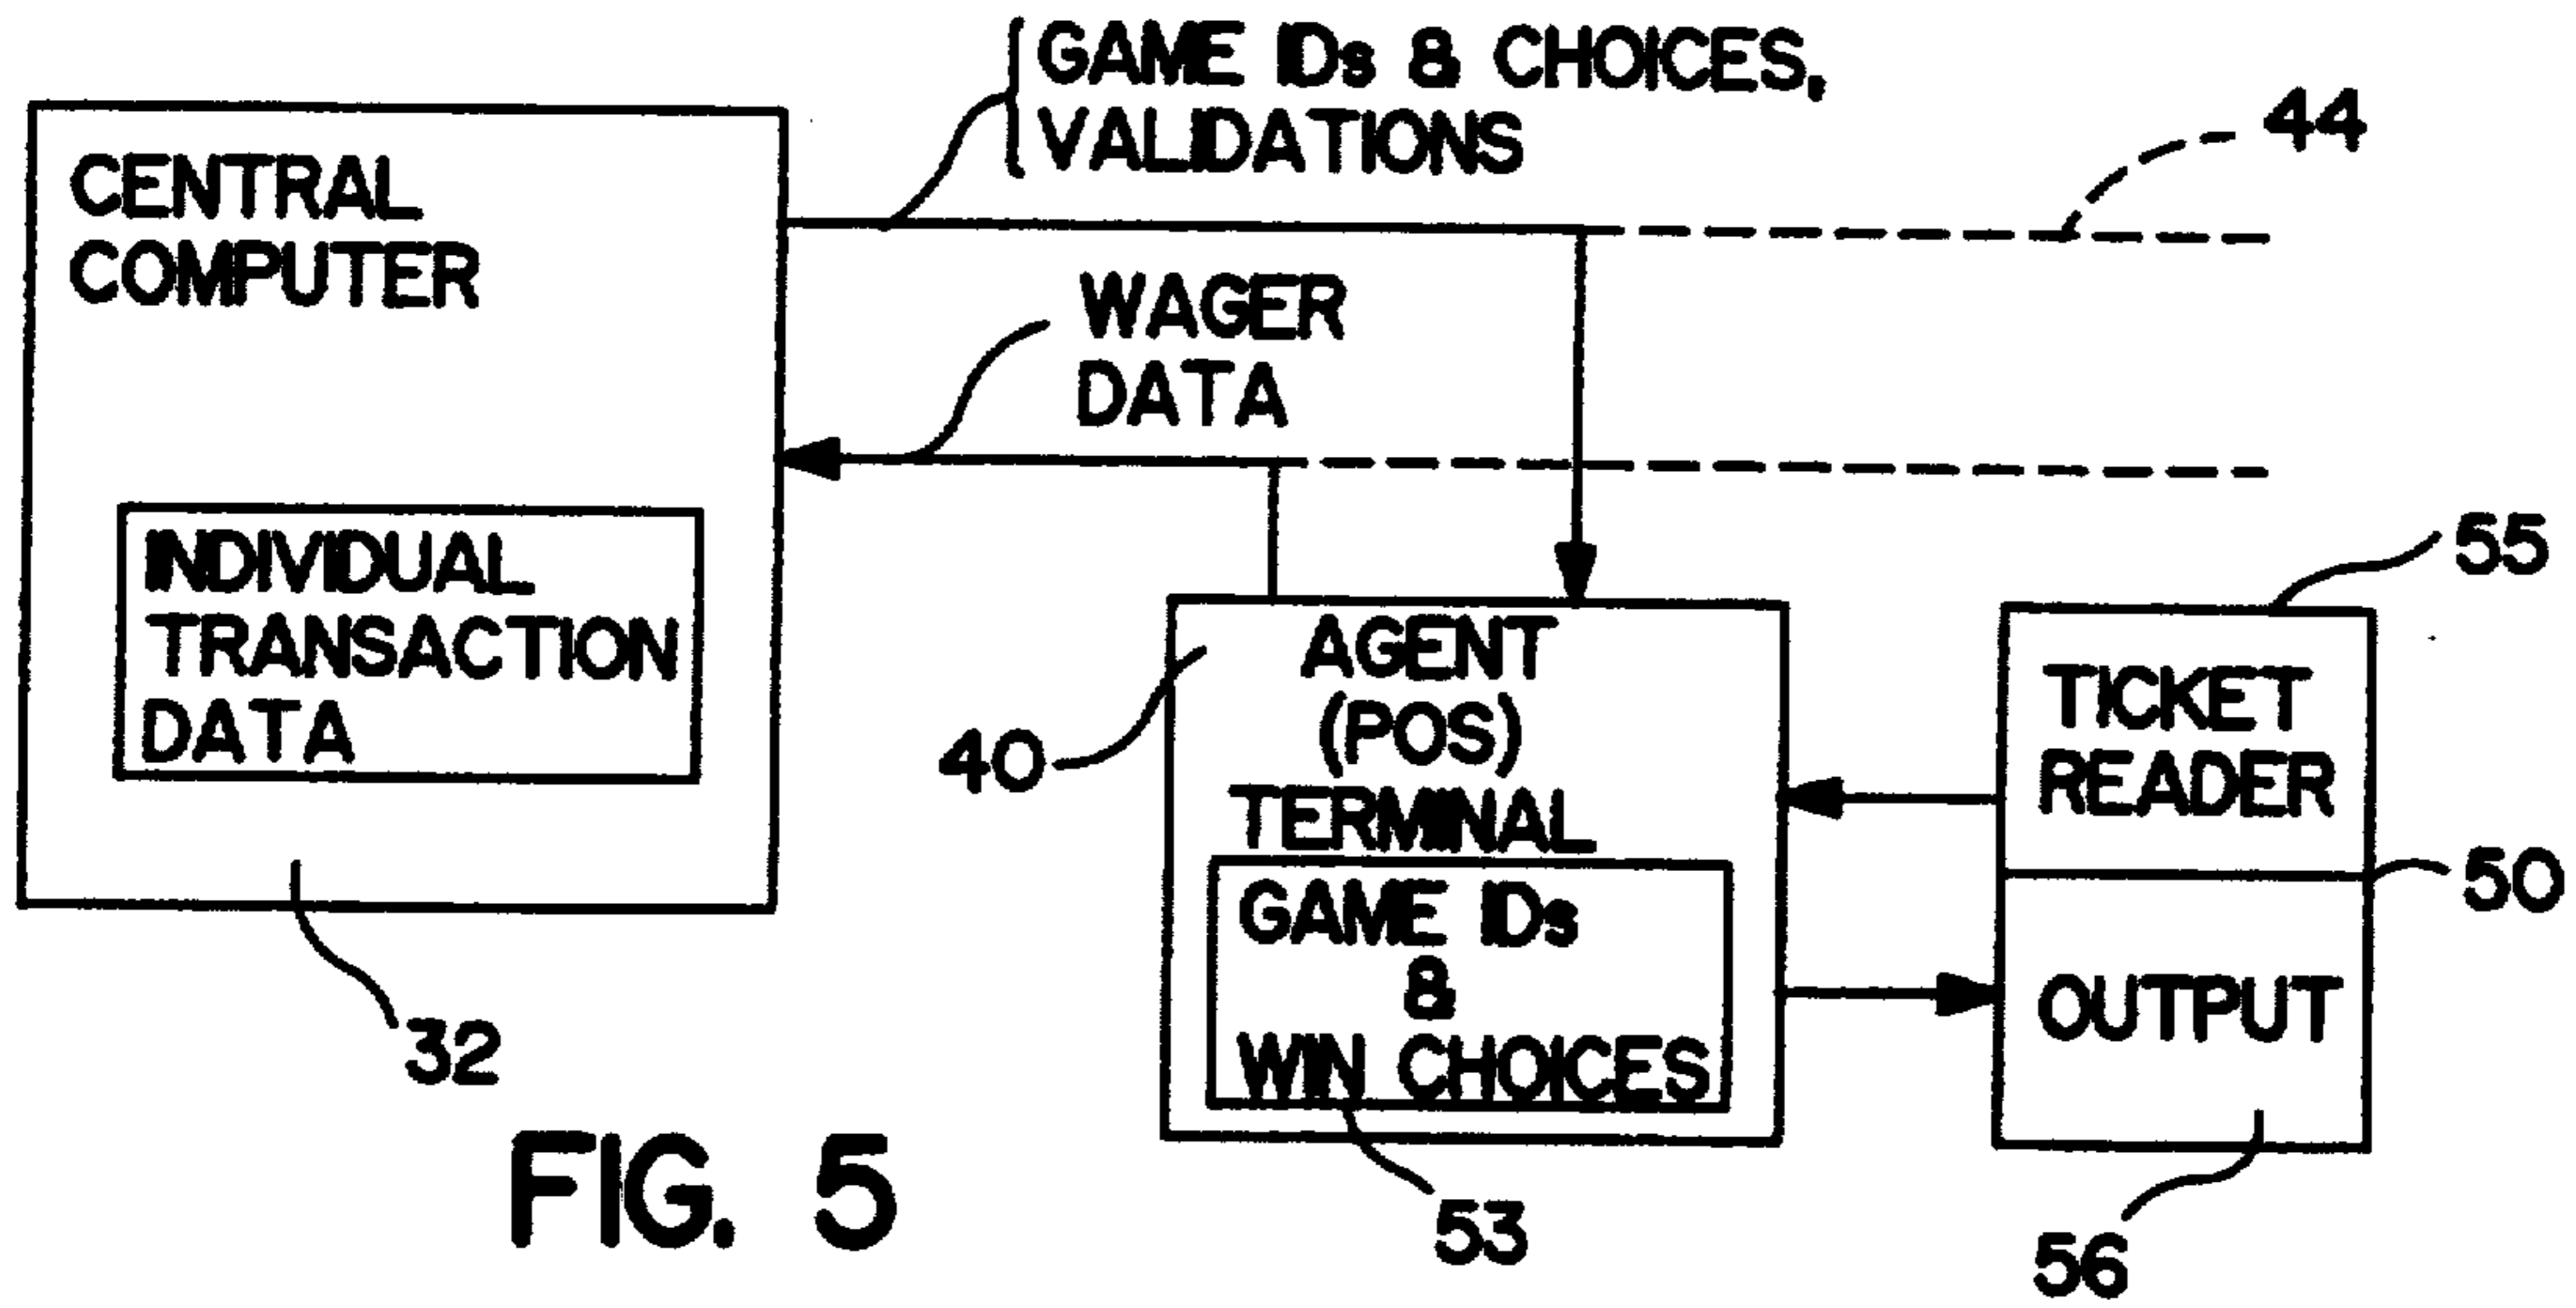 GAME IDs & CHOICES,
VALIDATIONS
44
CENTRAL
COMPUTER
WAGER
DATA
INDIVIDUAL
TRANSACTION
DATA
32
40
AGENT
(POS)
TERMINAL
GAME IDs
&
WIN CHOICES
53
55
TICKET
READER
50
OUTPUT
56
FIG. 5